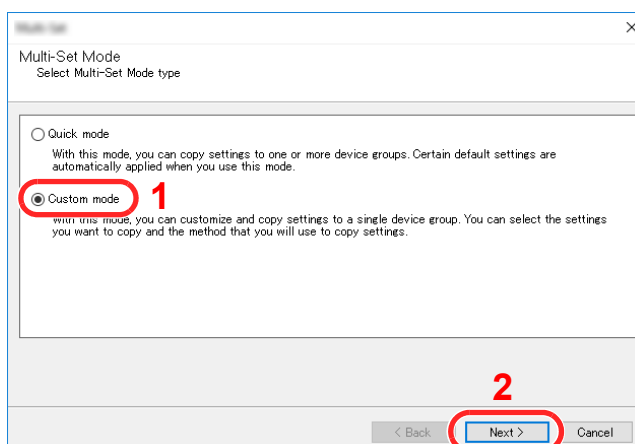 Multi-Set Mode
Select Multi-Set Mode type
Quick mode
With this mode, you can copy settings to one or more device groups. Certain default settings are
automatically applied when you use this mode.
Custom mode 1
With this mode, you can customize and copy settings to a single device group. You can select the settings
you want to copy and the method that you will use to copy settings.
2
< Back Next > Cancel